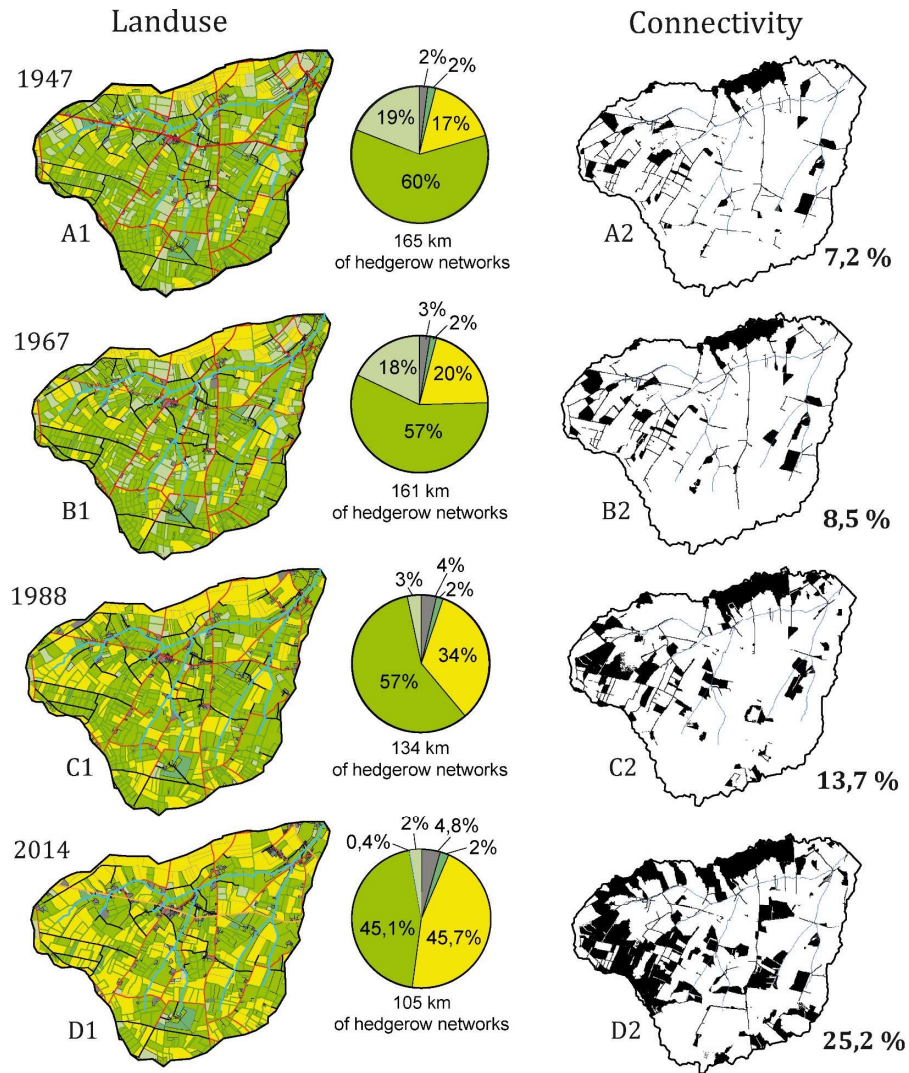 Landuse
Connectivity
1947
2%
2%
19%
17%
60%
165 km
of hedgerow networks
A1
A2
7,2 %
1967
3%
2%
18%
20%
57%
161 km
of hedgerow networks
B1
B2
8,5 %
1988
3%
4%
2%
34%
57%
134 km
of hedgerow networks
C1
C2
13,7 %
2014
0,4%
2%
4,8%
2%
45,1%
45,7%
105 km
of hedgerow networks
D1
D2
25,2 %